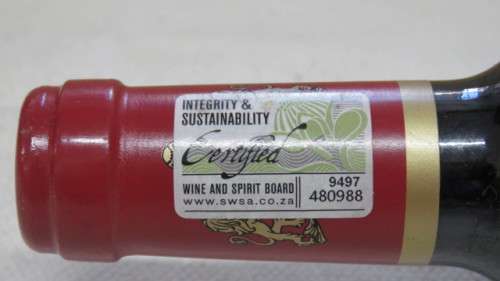 INTEGRITY &
SUSTAINABILITY
Certified
WINE AND SPIRIT BOARD
www.swsa.co.za
9497
480988